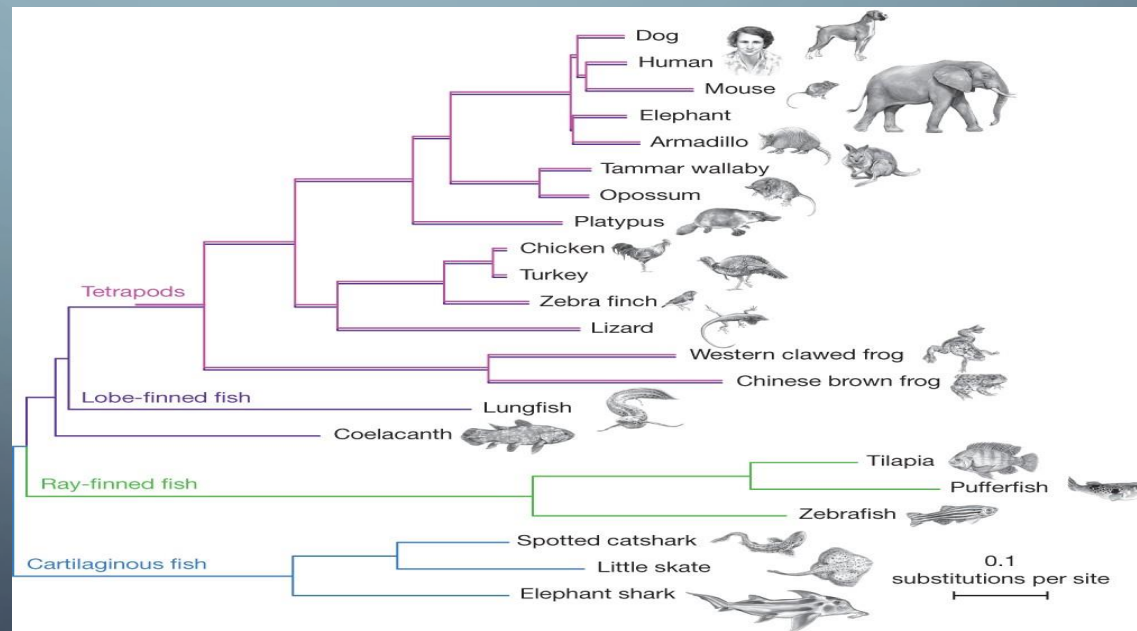 Dog
Human
Mouse
Elephant
Armadillo
Tammar wallaby
Opossum
Platypus
Chicken
Turkey
Tetrapods
Zebra finch
Lizard
Western clawed frog
Chinese brown frog
Lobe-finned fish
Lungfish
Coelacanth
Tilapia
Ray-finned fish
Pufferfish
Zebrafish
Spotted catshark
Cartilaginous fish
Little skate
Elephant shark
0.1
substitutions per site